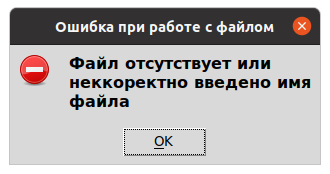 Ошибка при работе с файлом
Файл отсутствует или
неккоректно введено имя
файла
OK